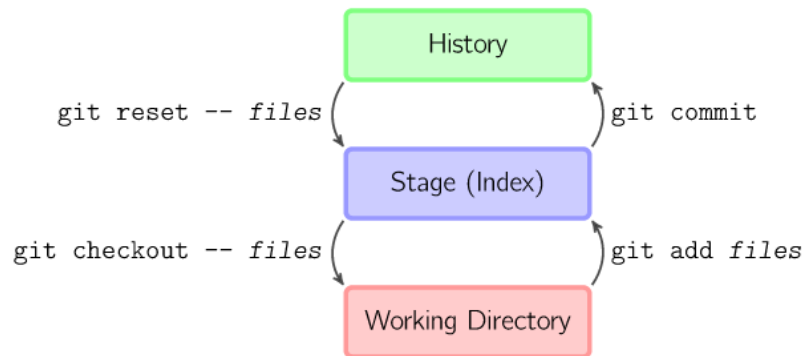 History
git reset -- files
git commit
Stage (Index)
git checkout -- files
git add files
Working Directory